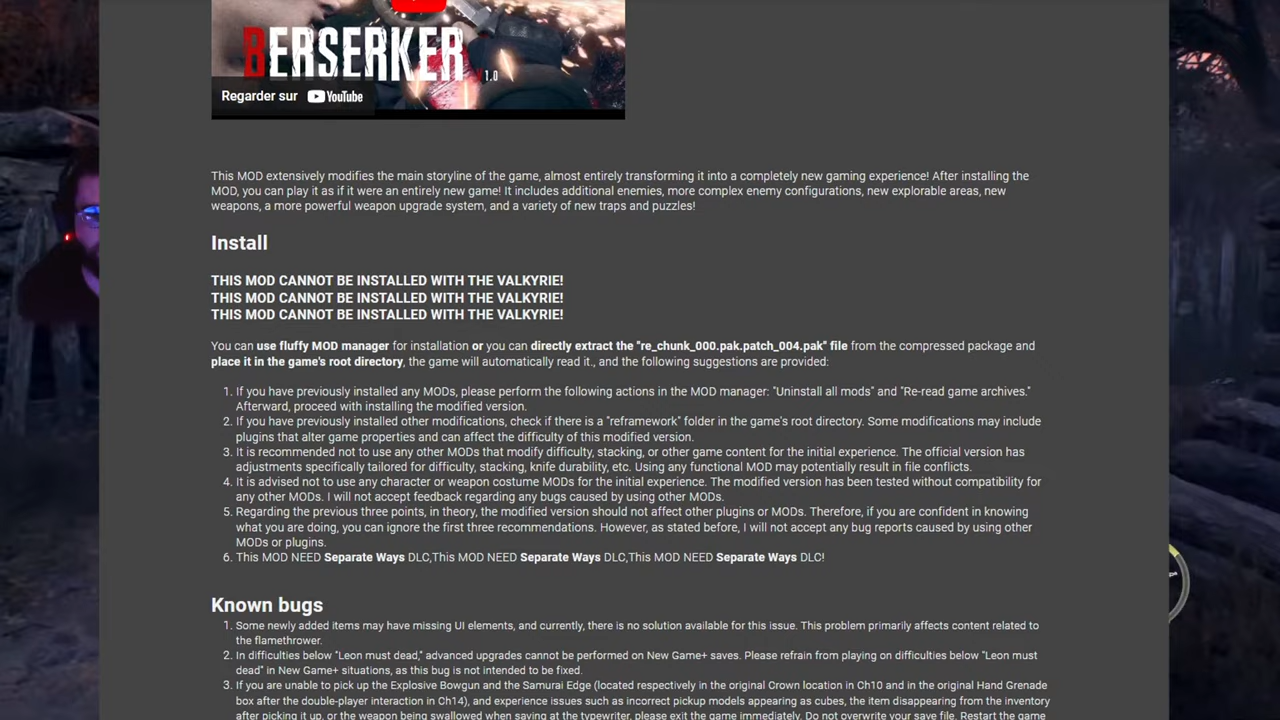 BERSERKER
1.0
Regarder sur YouTube
This MOD extensively modifies the main storyline of the game, almost entirely transforming it into a completely new gaming experience! After installing the
MOD, you can play it as if it were an entirely new game! It includes additional enemies, more complex enemy configurations, new explorable areas, new
weapons, a more powerful weapon upgrade system, and a variety of new traps and puzzles!
Install
THIS MOD CANNOT BE INSTALLED WITH THE VALKYRIE!
THIS MOD CANNOT BE INSTALLED WITH THE VALKYRIE!
THIS MOD CANNOT BE INSTALLED WITH THE VALKYRIE!
You can use fluffy MOD manager for installation or you can directly extract the "re_chunk_000.pak.patch_004.pak" file from the compressed package and
place it in the game's root directory, the game will automatically read it., and the following suggestions are provided:
1. If you have previously installed any MODs, please perform the following actions in the MOD manager: "Uninstall all mods" and "Re-read game archives."
Afterward, proceed with installing the modified version.
2. If you have previously installed other modifications, check if there is a "reframework" folder in the game's root directory. Some modifications may include
plugins that alter game properties and can affect the difficulty of this modified version.
3. It is recommended not to use any other MODs that modify difficulty, stacking, or other game content for the initial experience. The official version has
adjustments specifically tailored for difficulty, stacking, knife durability, etc. Using any functional MOD may potentially result in file conflicts.
4. It is advised not to use any character or weapon costume MODs for the initial experience. The modified version has been tested without compatibility for
any other MODs. I will not accept feedback regarding any bugs caused by using other MODs.
5. Regarding the previous three points, in theory, the modified version should not affect other plugins or MODs. Therefore, if you are confident in knowing
what you are doing, you can ignore the first three recommendations. However, as stated before, I will not accept any bug reports caused by using other
MODs or plugins.
6. This MOD NEED Separate Ways DLC,This MOD NEED Separate Ways DLC,This MOD NEED Separate Ways DLC!
Known bugs
1. Some newly added items may have missing UI elements, and currently, there is no solution available for this issue. This problem primarily affects content related to
the flamethrower.
2. In difficulties below "Leon must dead," advanced upgrades cannot be performed on New Game+ saves. Please refrain from playing on difficulties below "Leon must
dead" in New Game+ situations, as this bug is not intended to be fixed.
3. If you are unable to pick up the Explosive Bowgun and the Samurai Edge (located respectively in the original Crown location in Ch10 and in the original Hand Grenade
box after the double-player interaction in Ch14), and experience issues such as incorrect pickup models appearing as cubes, the item disappearing from the inventory
after picking it up, or the weapon being swallowed when saving at the typewriter, please exit the game immediately. Do not overwrite your save file. Restart the game